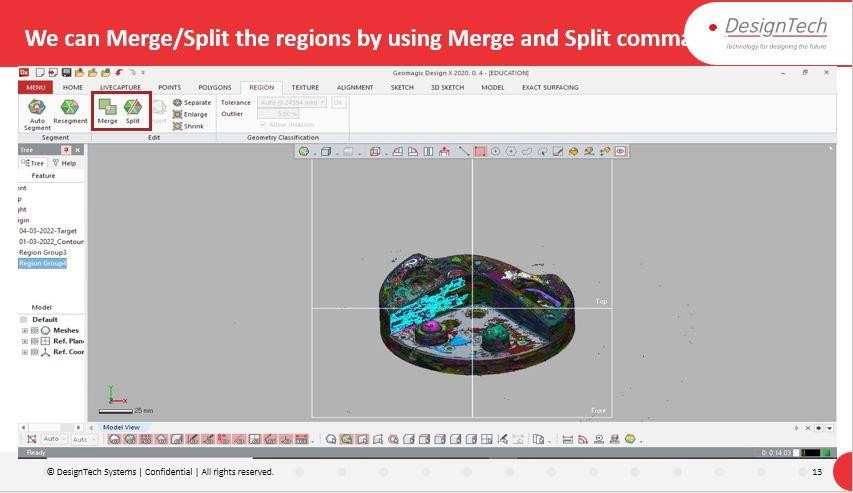 We can Merge/Split the regions by using Merge and Split comma
DesignTech
Technology for designing the future
Geomagic Design X 2020. 0. 4 - [EDUCATION]
MENU HOME LIVECAPTURE POINTS POLYGONS REGION TEXTURE ALIGNMENT SKETCH 3D SKETCH MODEL EXACT SURFACING
Auto Segment
Resegment
Merge
Split
Separate
Enlarge
Shrink
Tolerance Auto (0.24594 mm) OK
Outlier 5.00 %
Allow Freeform
Segment
Edit
Geometry Classification
Tree
Tree Help
Feature
ont
p
ght
igin
04-03-2022-Target
01-03-2022_Contour
Region Group3
Region Group4
Model
Default
Meshes
Ref. Plan
Ref. Coor
Top
Front
Y
Z X
25 mm
Model View
Auto Auto
Ready
0: 0:14.03
© DesignTech Systems | Confidential | All rights reserved.
13